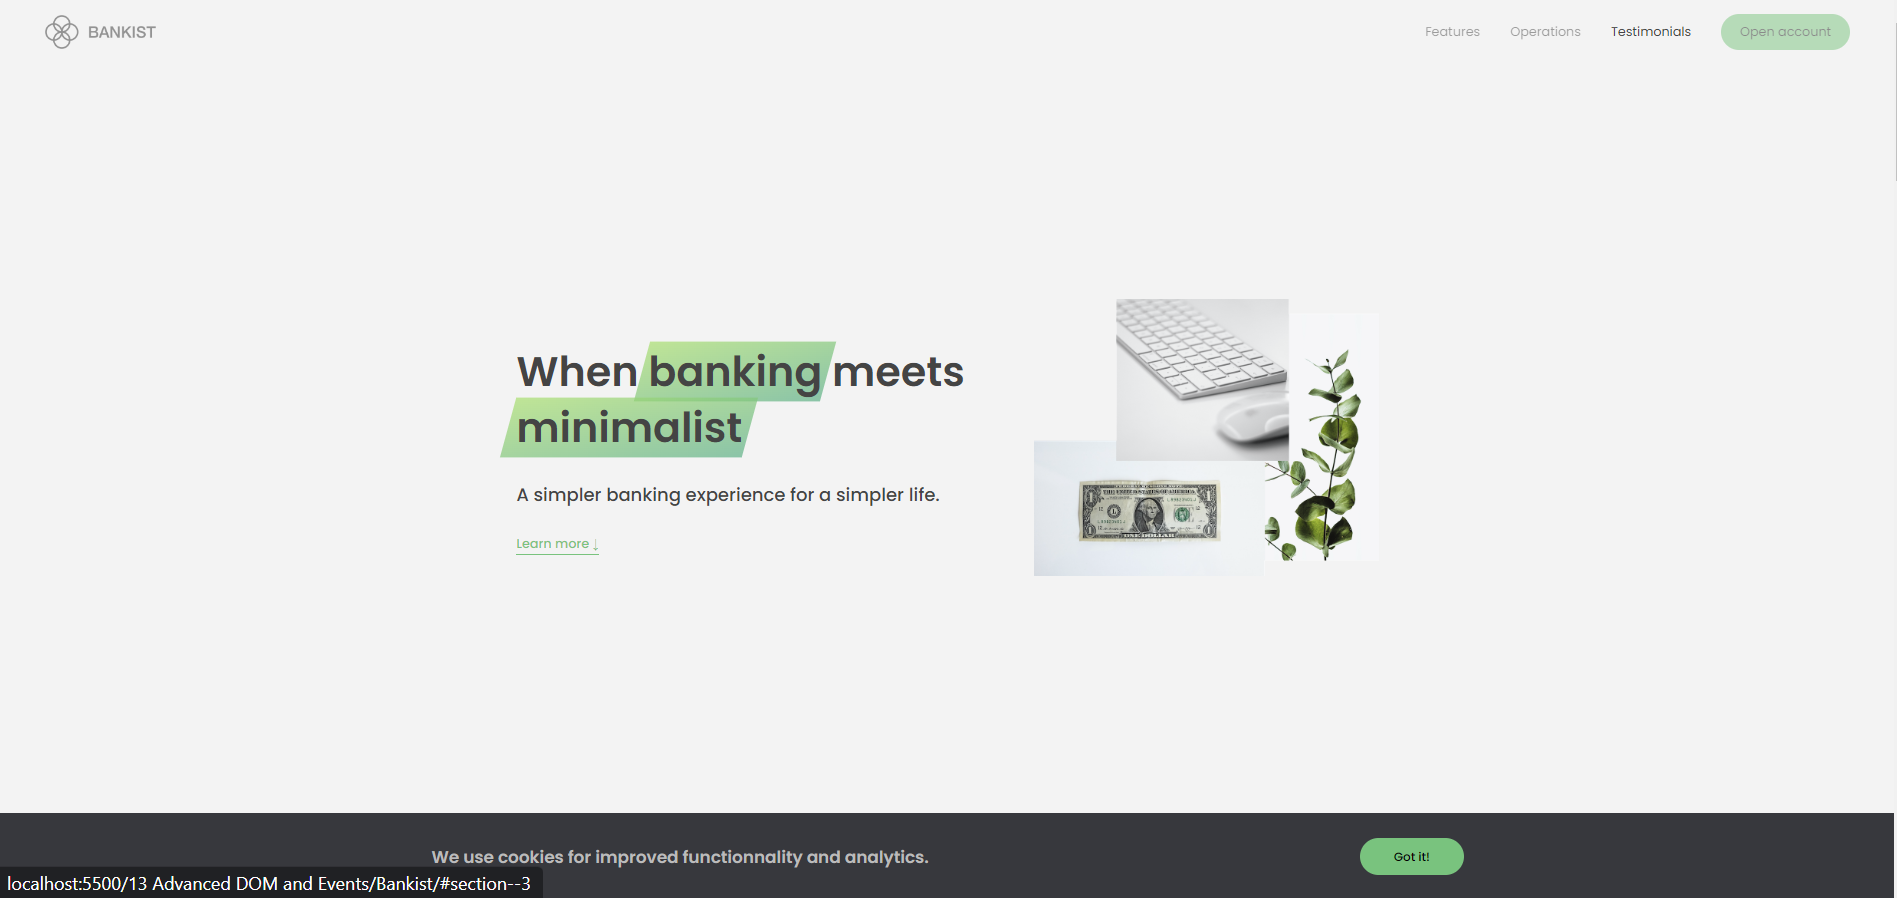 BANKIST
Features
Operations
Testimonials
Open account
When banking meets
minimalist
A simpler banking experience for a simpler life.
Learn more ↓
ONE DOLLAR
We use cookies for improved functionnality and analytics.
Got it!
localhost:5500/13 Advanced DOM and Events/Bankist/#section--3